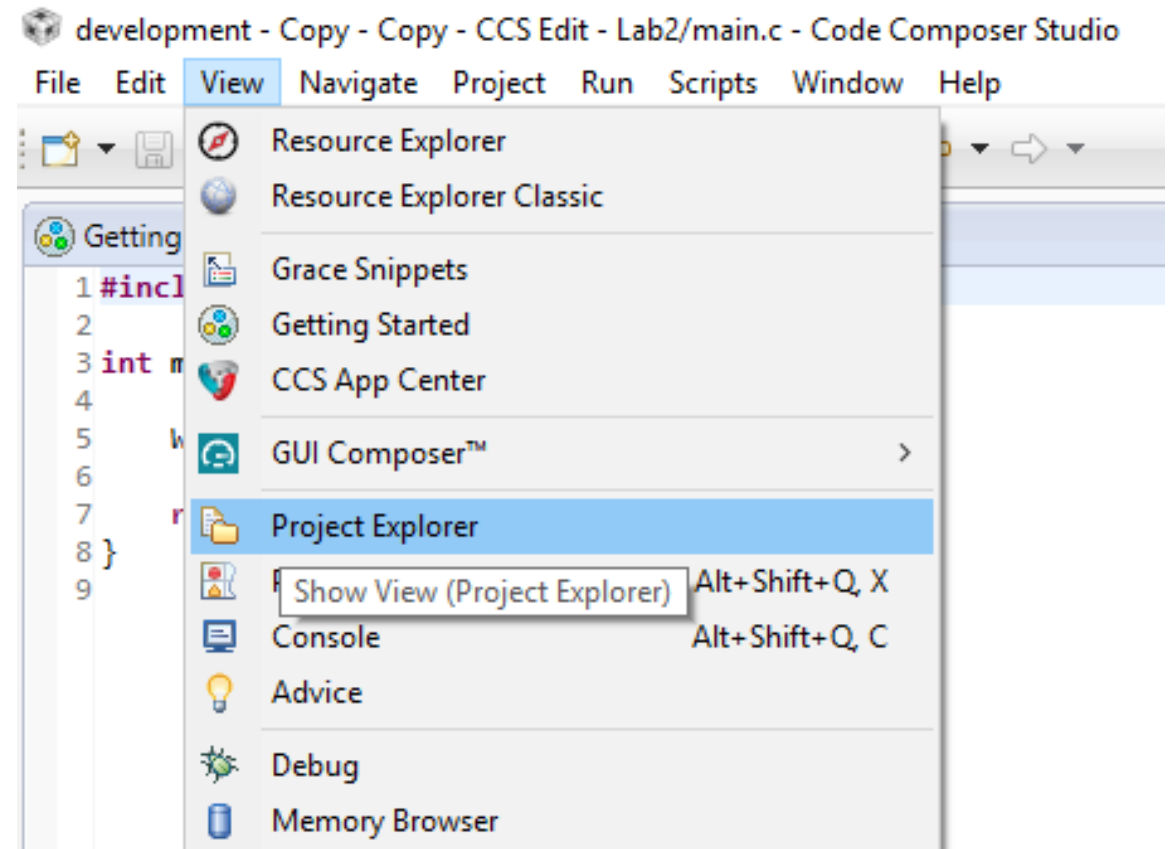 development - Copy - Copy - CCS Edit - Lab2/main.c - Code Composer Studio
File Edit View Navigate Project Run Scripts Window Help
Resource Explorer
Resource Explorer Classic
Getting
1 #incl
Grace Snippets
2
Getting Started
3 int m
CCS App Center
4
5 W
GUI Composer™ >
6
7 r
Project Explorer
8 }
Show View (Project Explorer) Alt+Shift+Q, X
9
Console Alt+Shift+Q, C
Advice
Debug
Memory Browser